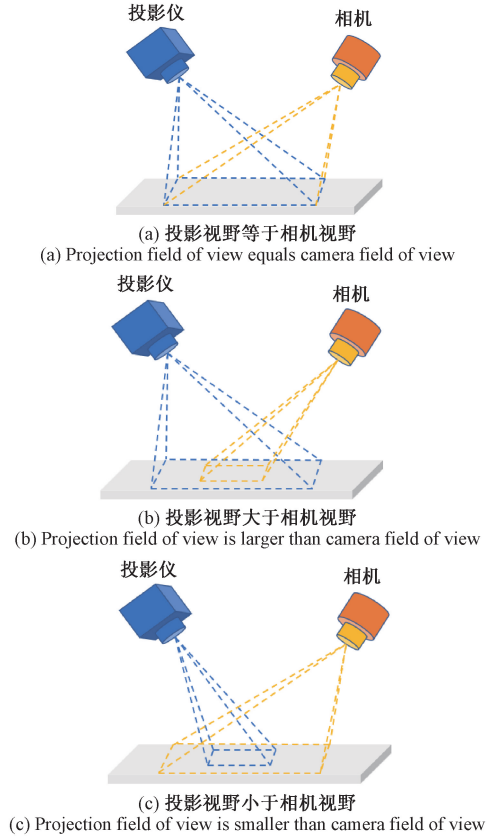 投影仪
相机
(a) 投影视野等于相机视野
(a) Projection field of view equals camera field of view
投影仪
相机
(b) 投影视野大于相机视野
(b) Projection field of view is larger than camera field of view
投影仪
相机
(c) 投影视野小于相机视野
(c) Projection field of view is smaller than camera field of view